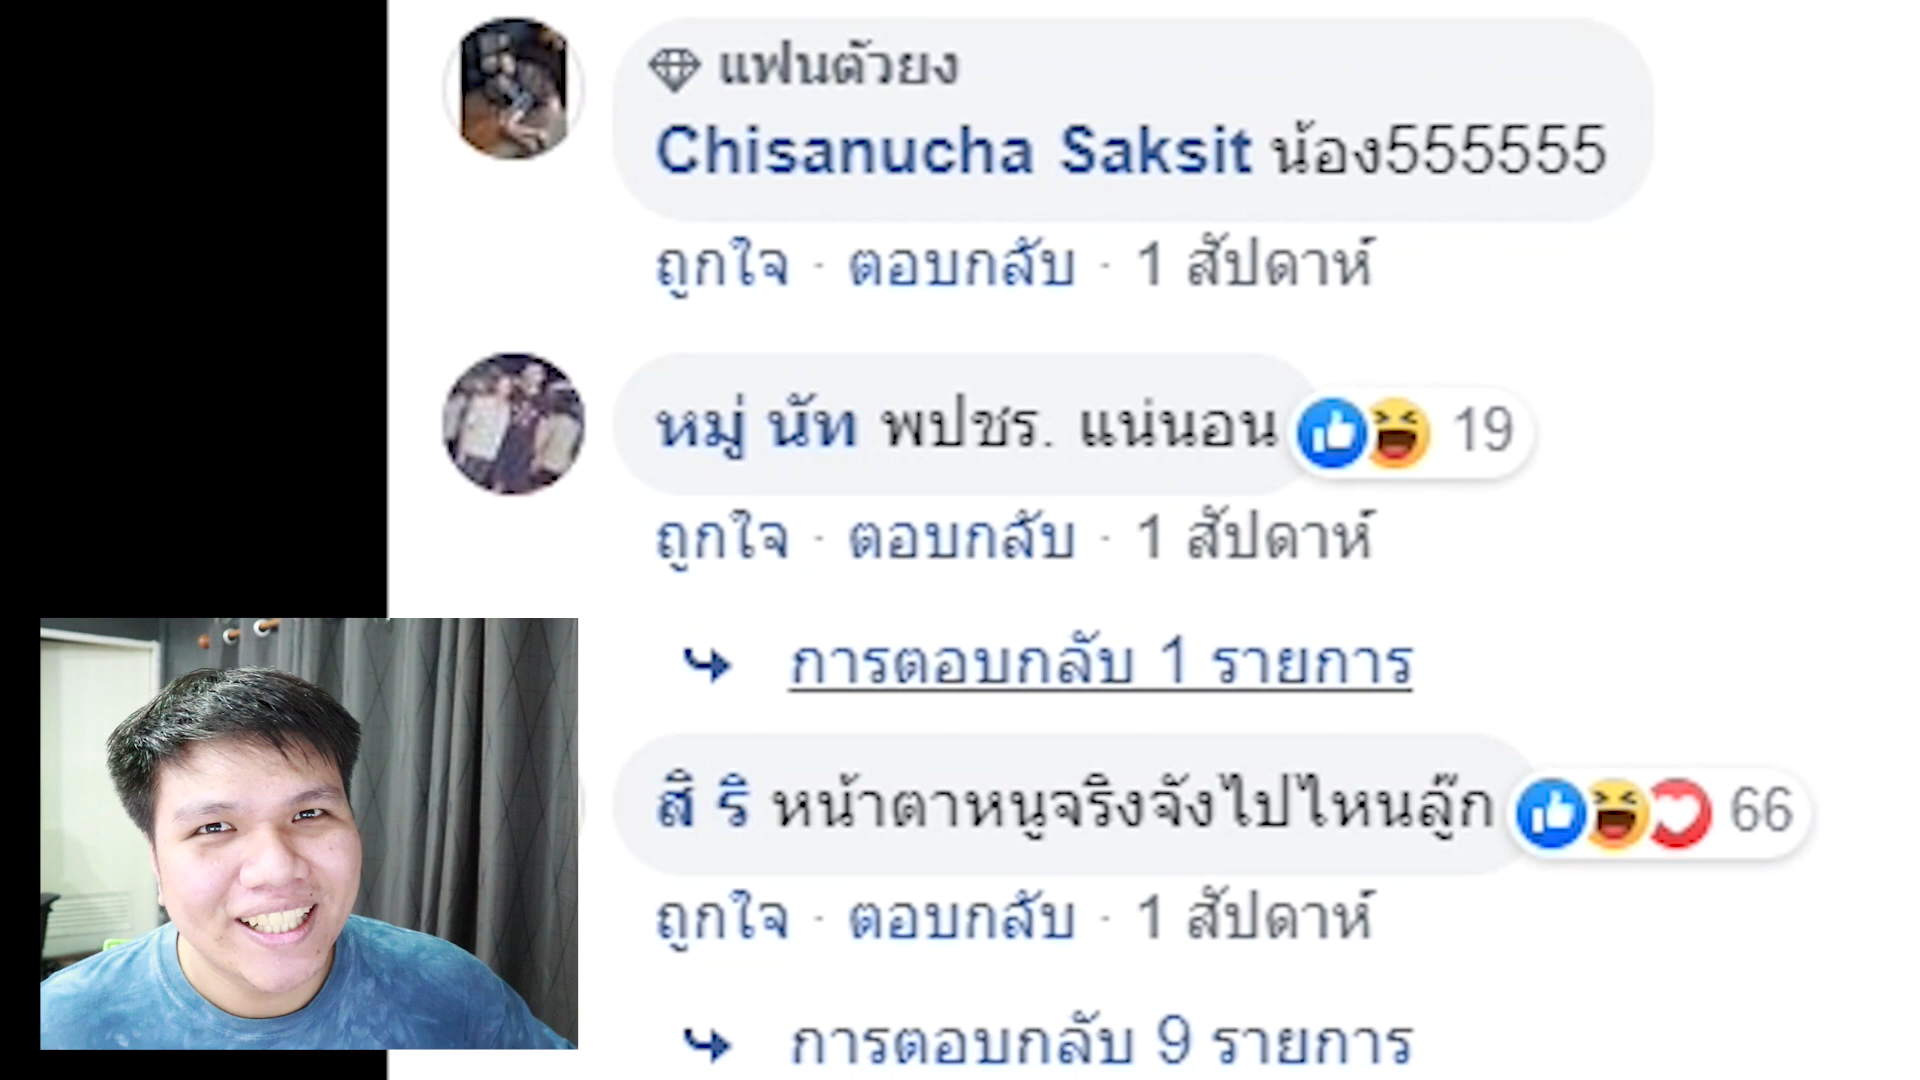 แฟนตัวยง
Chisanucha Saksit น้อง555555
ถูกใจ · ตอบกลับ · 1 สัปดาห์
หมู่ นัท พปชร. แน่นอน 19
ถูกใจ · ตอบกลับ · 1 สัปดาห์
การตอบกลับ 1 รายการ
สิ ริ หน้าตาหนูจริงจังไปไหนลู๊ก 66
ถูกใจ · ตอบกลับ · 1 สัปดาห์
การตอบกลับ 9 รายการ